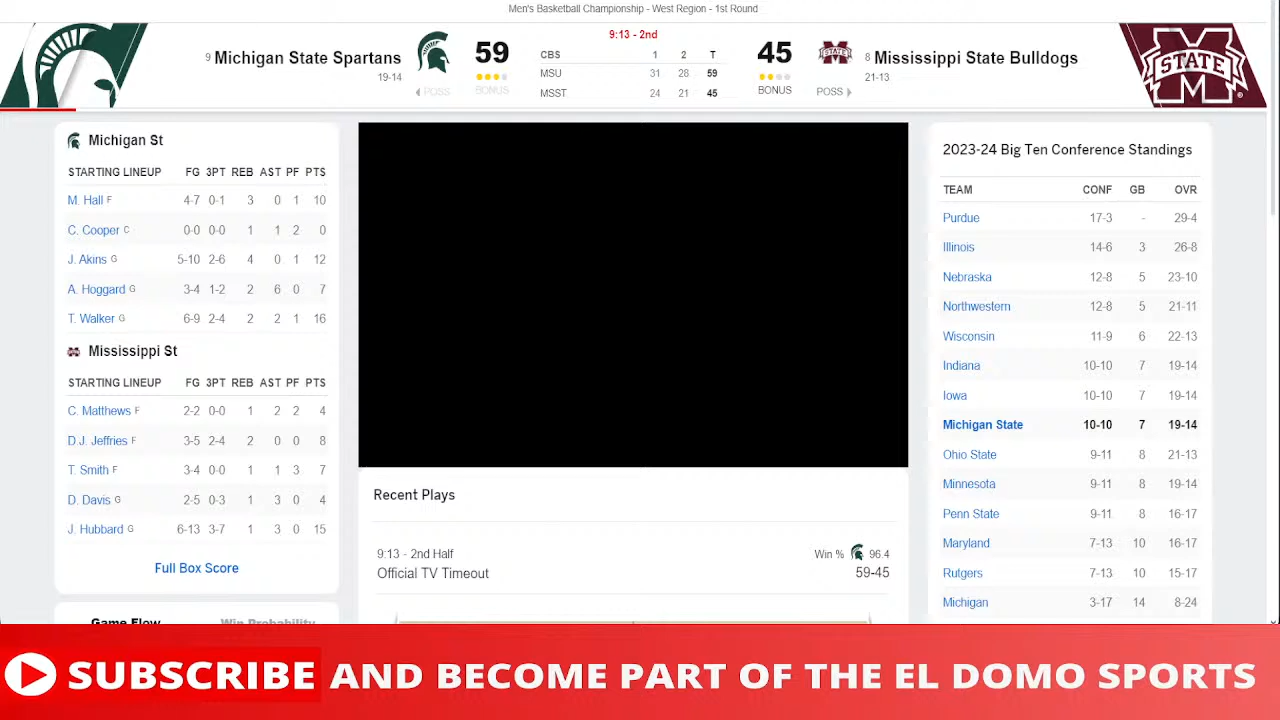 Men's Basketball Championship - West Region - 1st Round
9 Michigan State Spartans
19-14
POSS
59
BONUS
9:13 - 2nd
CBS 1 2 T
MSU 31 28 59
MSST 24 21 45
45
BONUS
STATE
POSS
8 Mississippi State Bulldogs
21-13
STATE
Michigan St
STARTING LINEUP FG 3PT REB AST PF PTS
M. Hall F 4-7 0-1 3 0 1 10
C. Cooper C 0-0 0-0 1 1 2 0
J. Akins G 5-10 2-6 4 0 1 12
A. Hoggard G 3-4 1-2 2 6 0 7
T. Walker G 6-9 2-4 2 2 1 16
Mississippi St
STARTING LINEUP FG 3PT REB AST PF PTS
C. Matthews F 2-2 0-0 1 2 2 4
D.J. Jeffries F 3-5 2-4 2 0 0 8
T. Smith F 3-4 0-0 1 1 3 7
D. Davis G 2-5 0-3 1 3 0 4
J. Hubbard G 6-13 3-7 1 3 0 15
Full Box Score
Game Flow Win Probability
Recent Plays
9:13 - 2nd Half Win % 96.4
Official TV Timeout 59-45
2023-24 Big Ten Conference Standings
TEAM CONF GB OVR
Purdue 17-3 - 29-4
Illinois 14-6 3 26-8
Nebraska 12-8 5 23-10
Northwestern 12-8 5 21-11
Wisconsin 11-9 6 22-13
Indiana 10-10 7 19-14
Iowa 10-10 7 19-14
Michigan State 10-10 7 19-14
Ohio State 9-11 8 21-13
Minnesota 9-11 8 19-14
Penn State 9-11 8 16-17
Maryland 7-13 10 16-17
Rutgers 7-13 10 15-17
Michigan 3-17 14 8-24
SUBSCRIBE AND BECOME PART OF THE EL DOMO SPORTS